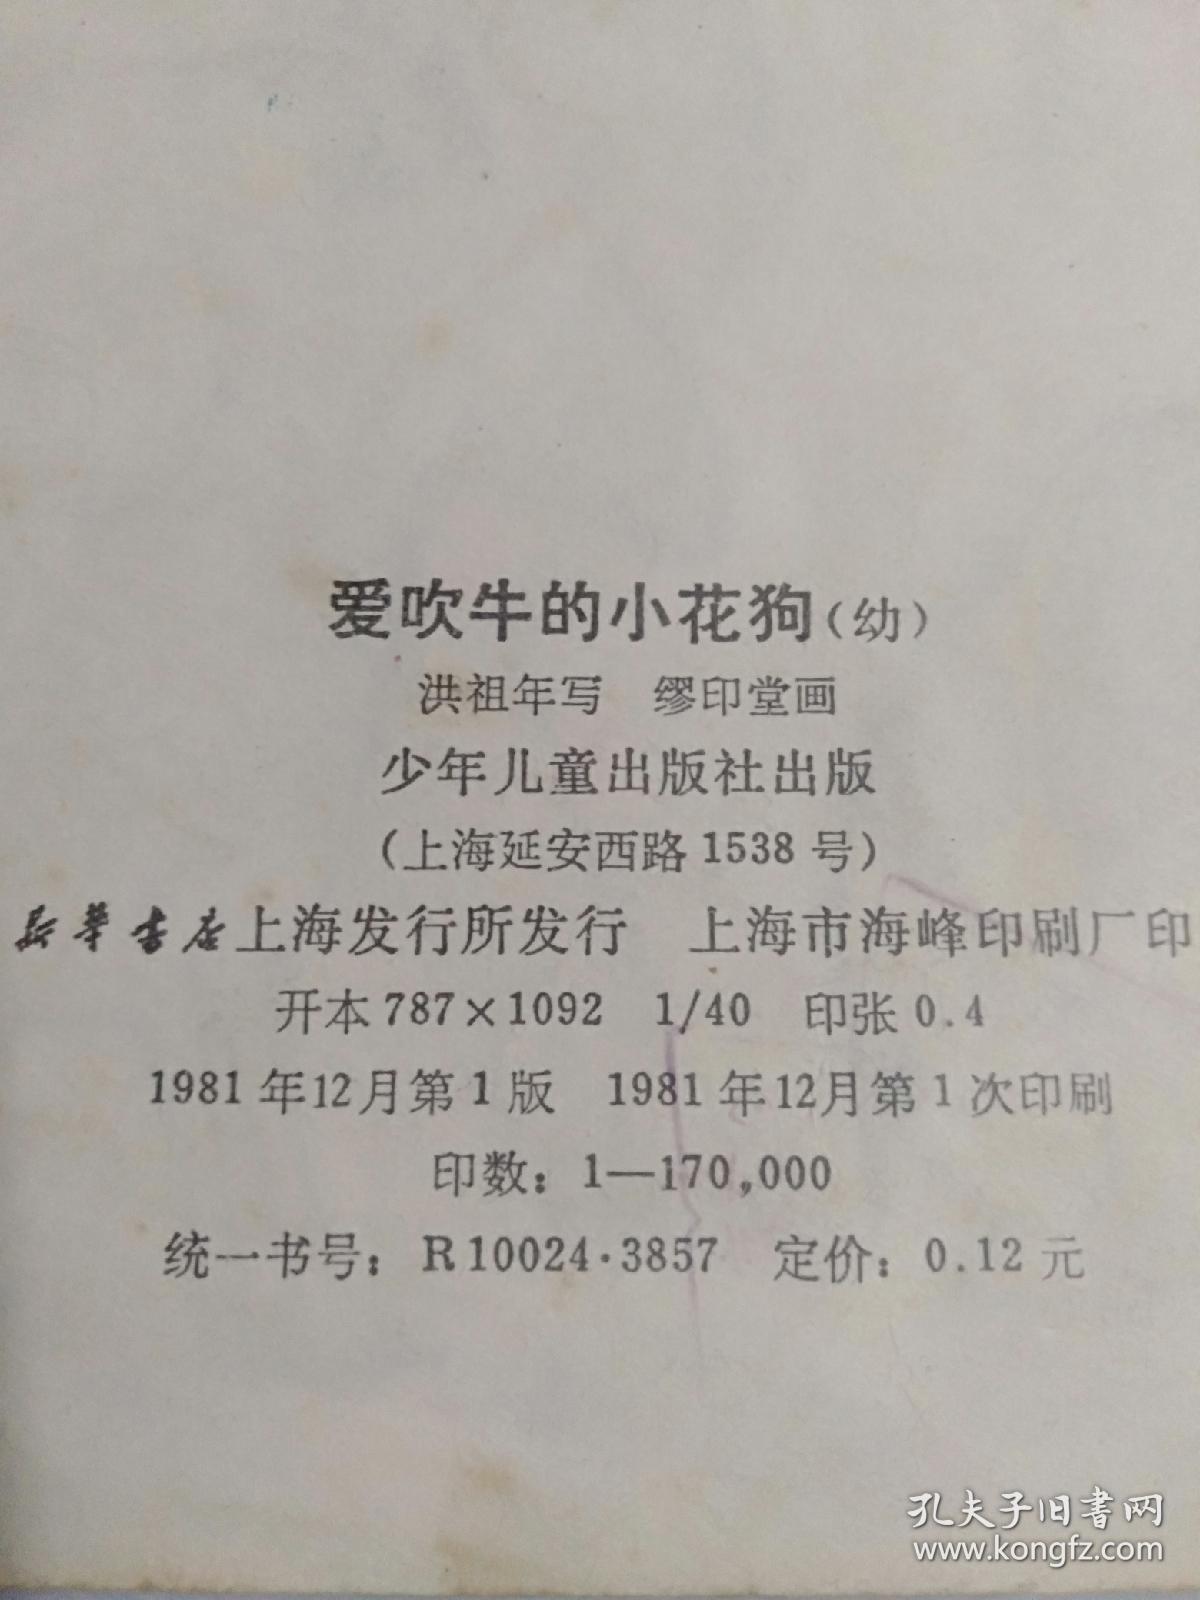 爱吹牛的小花狗(幼)
洪祖年写 缪印堂画
少年儿童出版社出版
(上海延安西路1538号)
新华书店上海发行所发行 上海市海峰印刷厂印
开本787×1092 1/40 印张0.4
1981年12月第1版 1981年12月第1次印刷
印数:1—170,000
统一书号:R10024·3857 定价:0.12元
孔夫子旧书网
www.kongfz.com